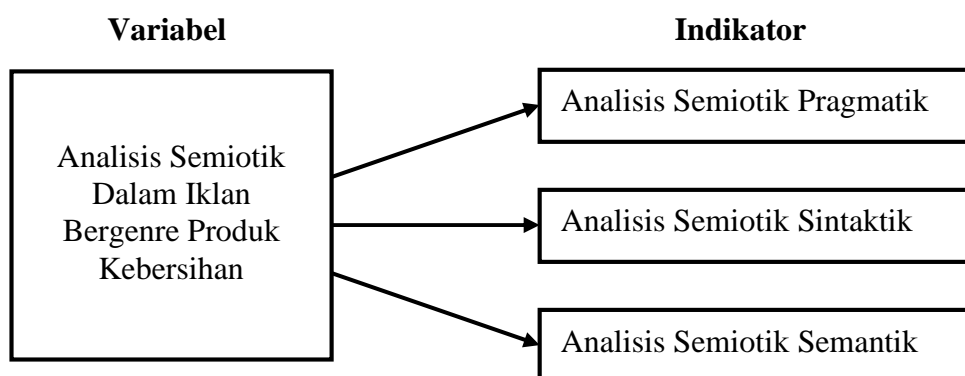 Variabel
Indikator
Analisis Semiotik
Dalam Iklan
Bergenre Produk
Kebersihan
Analisis Semiotik Pragmatik
Analisis Semiotik Sintaktik
Analisis Semiotik Semantik